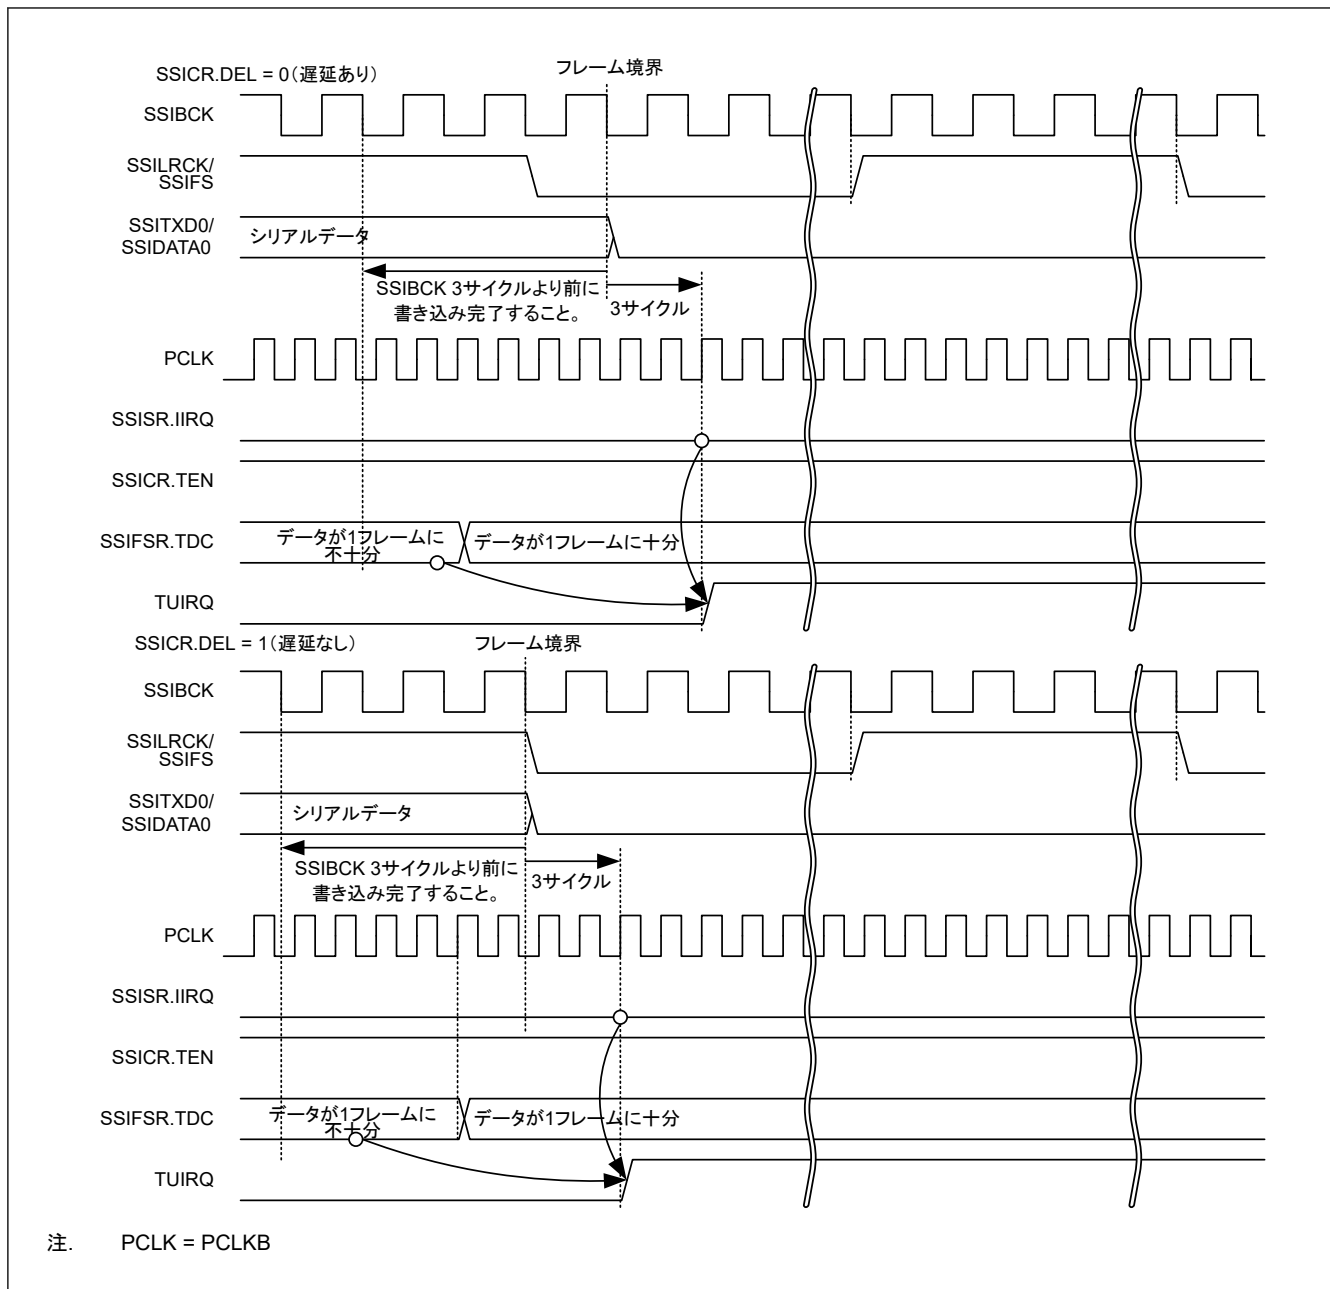 SSICR.DEL = 0（遅延あり）
フレーム境界
SSIBCK
SSILRCK/
SSIFS
SSITXD0/
SSIDATA0
シリアルデータ
SSIBCK 3サイクルより前に
書き込み完了すること。
3サイクル
PCLK
SSISR.IIRQ
SSICR.TEN
SSIFSR.TDC
データが1フレームに
不十分
データが1フレームに十分
TUIRQ
SSICR.DEL = 1（遅延なし）
フレーム境界
SSIBCK
SSILRCK/
SSIFS
SSITXD0/
SSIDATA0
シリアルデータ
SSIBCK 3サイクルより前に
書き込み完了すること。
3サイクル
PCLK
SSISR.IIRQ
SSICR.TEN
SSIFSR.TDC
データが1フレームに
不十分
データが1フレームに十分
TUIRQ
注. PCLK = PCLKB